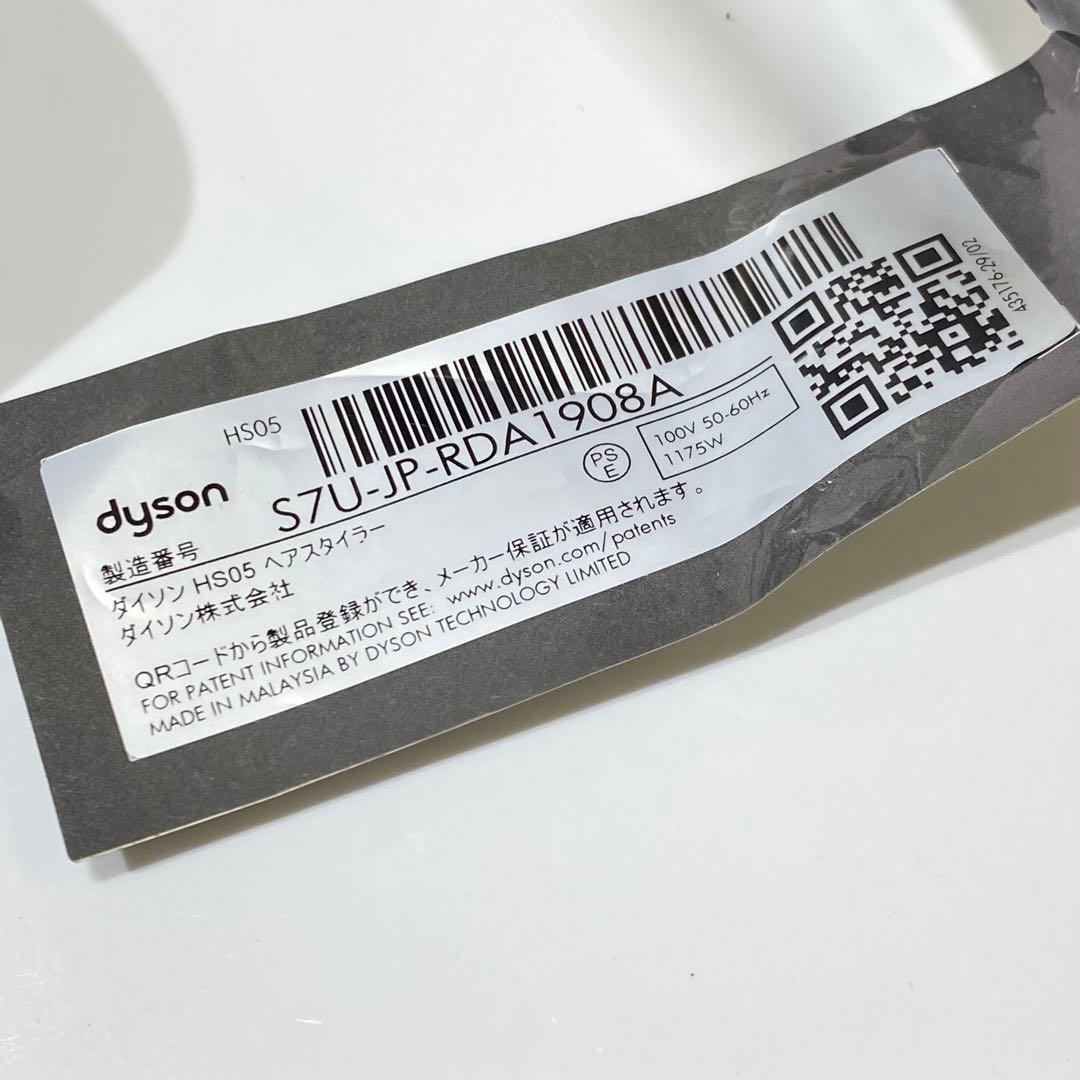 HS05
dyson
製造番号
S7U-JP-RDA1908A
ダイソン HS05 ヘアスタイラー
ダイソン株式会社
PS
E
100V 50-60Hz
1175W
QRコードから製品登録ができ、メーカー保証が適用されます。
FOR PATENT INFORMATION SEE: www.dyson.com/patents
MADE IN MALAYSIA BY DYSON TECHNOLOGY LIMITED
435176-29/02